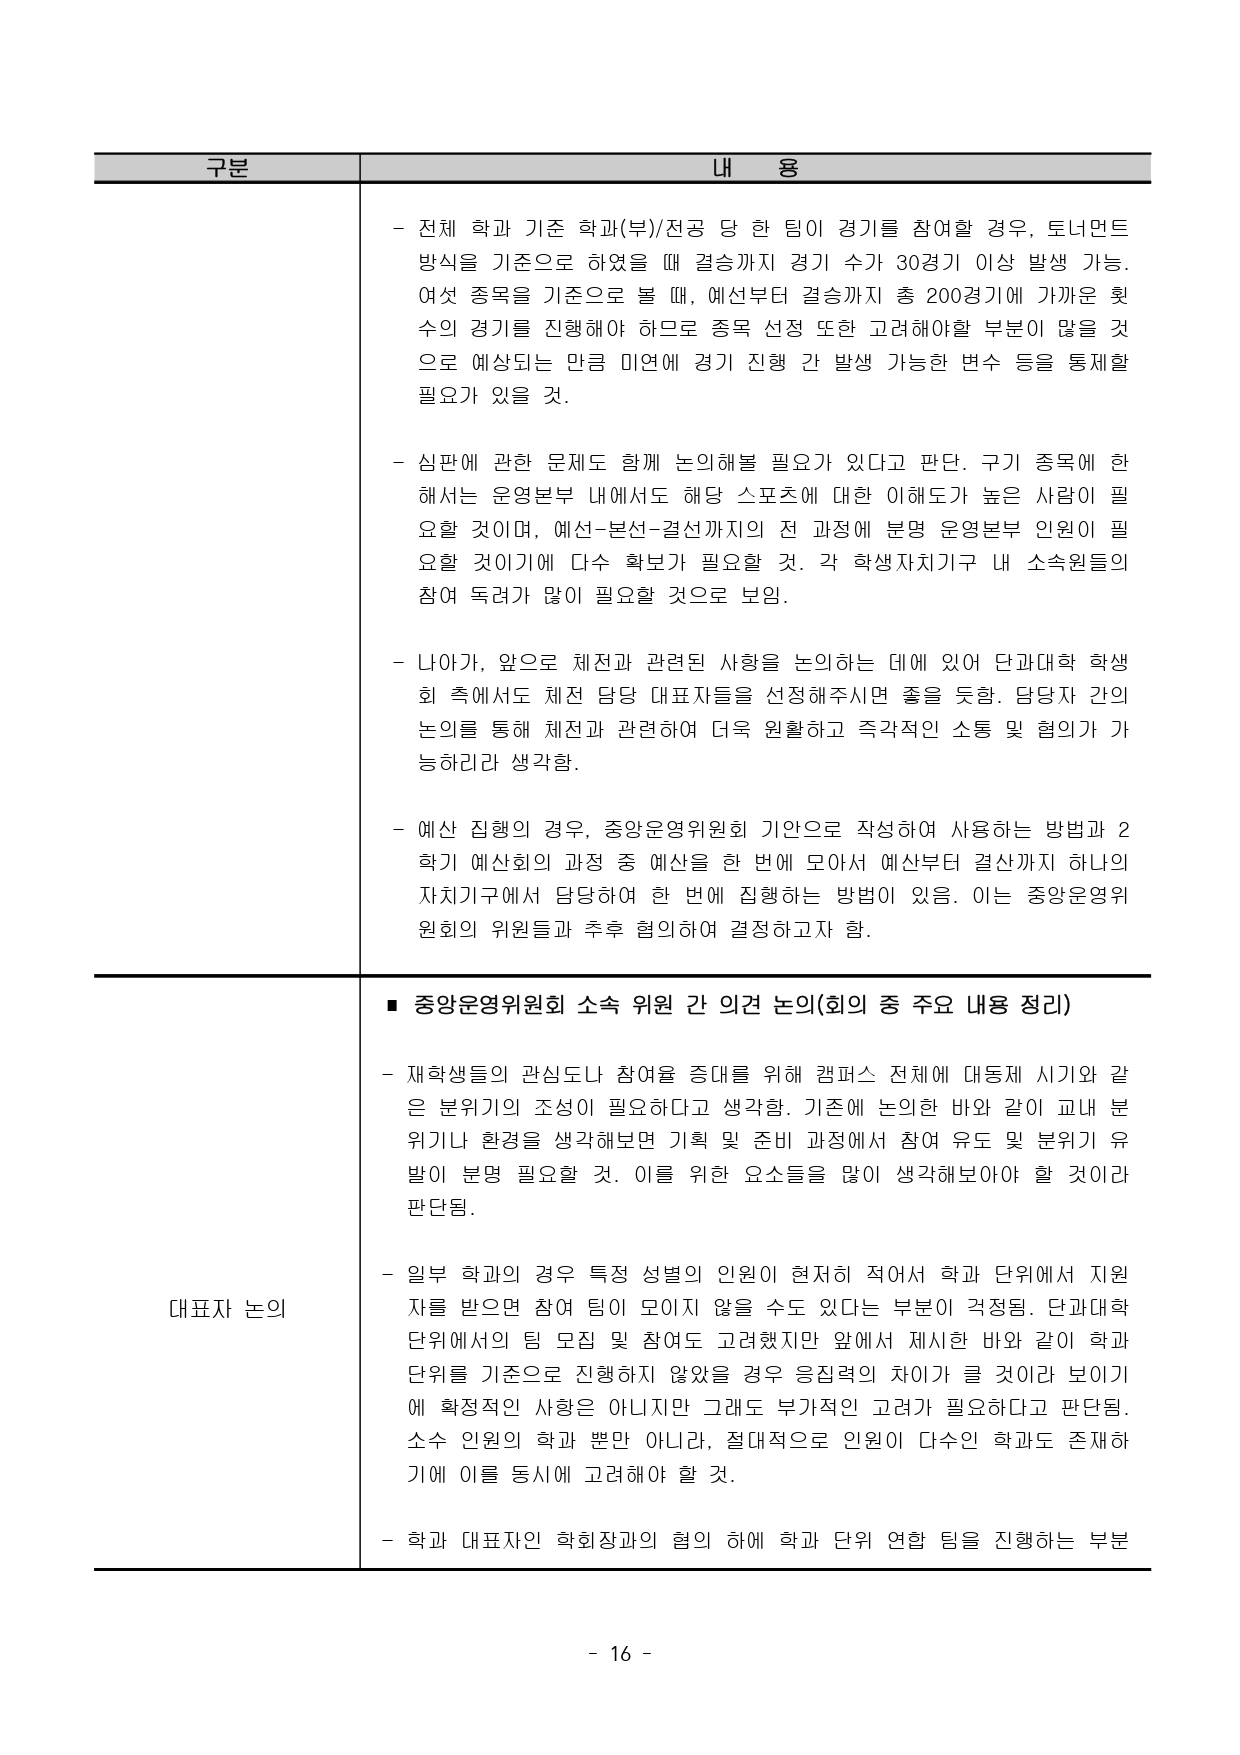 구분
내 용
- 전체 학과 기준 학과(부)/전공 당 한 팀이 경기를 참여할 경우, 토너먼트
방식을 기준으로 하였을 때 결승까지 경기 수가 30경기 이상 발생 가능.
여섯 종목을 기준으로 볼 때, 예선부터 결승까지 총 200경기에 가까운 횟
수의 경기를 진행해야 하므로 종목 선정 또한 고려해야할 부분이 많을 것
으로 예상되는 만큼 미연에 경기 진행 간 발생 가능한 변수 등을 통제할
필요가 있을 것.
- 심판에 관한 문제도 함께 논의해볼 필요가 있다고 판단. 구기 종목에 한
해서는 운영본부 내에서도 해당 스포츠에 대한 이해도가 높은 사람이 필
요할 것이며, 예선-본선-결선까지의 전 과정에 분명 운영본부 인원이 필
요할 것이기에 다수 확보가 필요할 것. 각 학생자치기구 내 소속원들의
참여 독려가 많이 필요할 것으로 보임.
- 나아가, 앞으로 체전과 관련된 사항을 논의하는 데에 있어 단과대학 학생
회 측에서도 체전 담당 대표자들을 선정해주시면 좋을 듯함. 담당자 간의
논의를 통해 체전과 관련하여 더욱 원활하고 즉각적인 소통 및 협의가 가
능하리라 생각함.
- 예산 집행의 경우, 중앙운영위원회 기안으로 작성하여 사용하는 방법과 2
학기 예산회의 과정 중 예산을 한 번에 모아서 예산부터 결산까지 하나의
자치기구에서 담당하여 한 번에 집행하는 방법이 있음. 이는 중앙운영위
원회의 위원들과 추후 협의하여 결정하고자 함.
대표자 논의
■ 중앙운영위원회 소속 위원 간 의견 논의(회의 중 주요 내용 정리)
- 재학생들의 관심도나 참여율 증대를 위해 캠퍼스 전체에 대동제 시기와 같
은 분위기의 조성이 필요하다고 생각함. 기존에 논의한 바와 같이 교내 분
위기나 환경을 생각해보면 기획 및 준비 과정에서 참여 유도 및 분위기 유
발이 분명 필요할 것. 이를 위한 요소들을 많이 생각해보아야 할 것이라
판단됨.
- 일부 학과의 경우 특정 성별의 인원이 현저히 적어서 학과 단위에서 지원
자를 받으면 참여 팀이 모이지 않을 수도 있다는 부분이 걱정됨. 단과대학
단위에서의 팀 모집 및 참여도 고려했지만 앞에서 제시한 바와 같이 학과
단위를 기준으로 진행하지 않았을 경우 응집력의 차이가 클 것이라 보이기
에 확정적인 사항은 아니지만 그래도 부가적인 고려가 필요하다고 판단됨.
소수 인원의 학과 뿐만 아니라, 절대적으로 인원이 다수인 학과도 존재하
기에 이를 동시에 고려해야 할 것.
- 학과 대표자인 학회장과의 협의 하에 학과 단위 연합 팀을 진행하는 부분
- 16 -